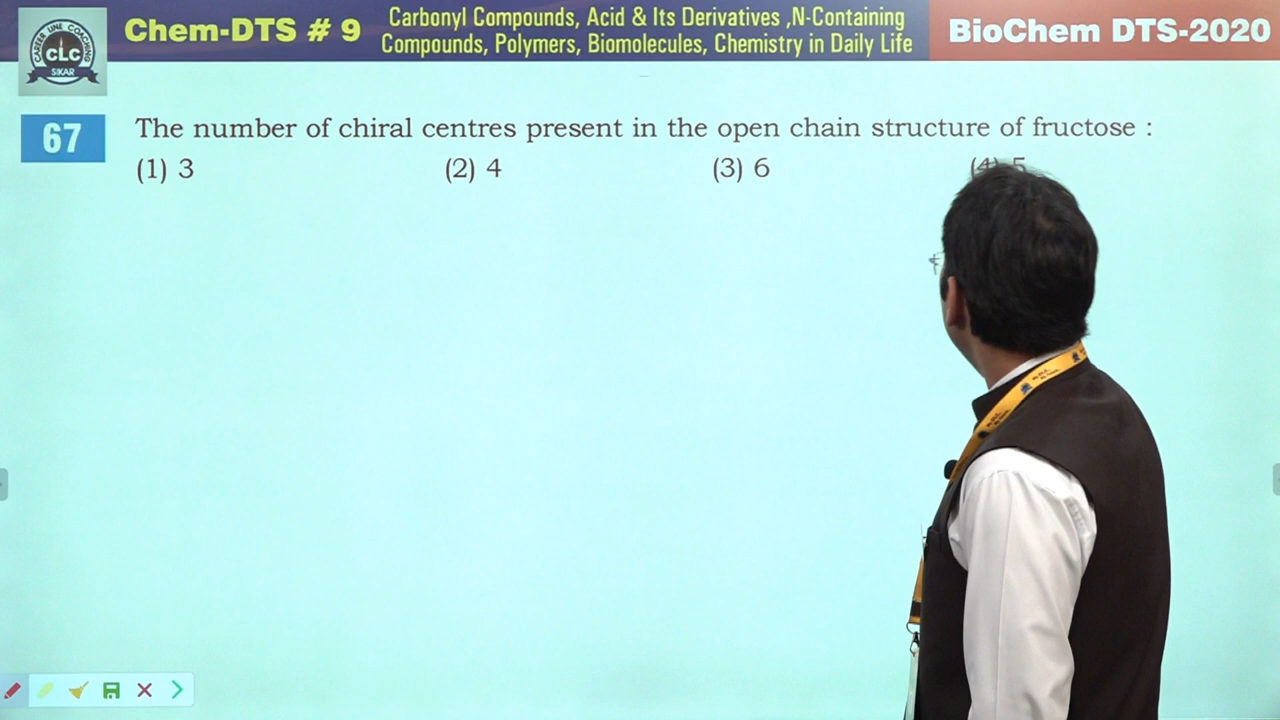 CAREER LINE COACHING
CLC
SIKAR
Chem-DTS # 9
Carbonyl Compounds, Acid & Its Derivatives ,N-Containing
Compounds, Polymers, Biomolecules, Chemistry in Daily Life
BioChem DTS-2020
67
The number of chiral centres present in the open chain structure of fructose :
(1) 3
(2) 4
(3) 6
(4) 5